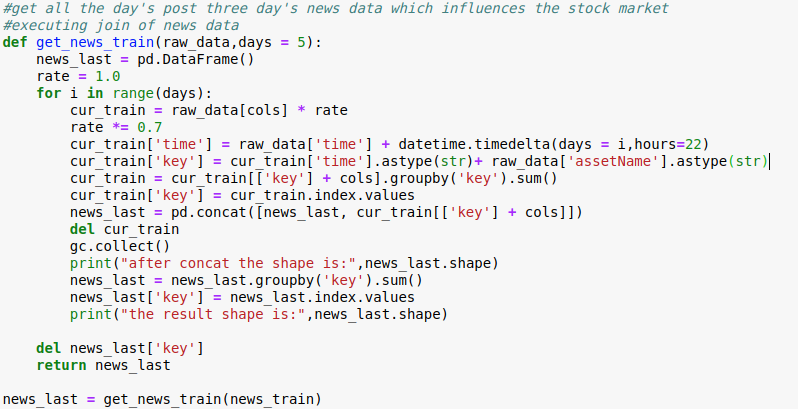 #get all the day's post three day's news data which influences the stock market
#executing join of news data
def get_news_train(raw_data,days = 5):
    news_last = pd.DataFrame()
    rate = 1.0
    for i in range(days):
        cur_train = raw_data[cols] * rate
        rate *= 0.7
        cur_train['time'] = raw_data['time'] + datetime.timedelta(days = i,hours=22)
        cur_train['key'] = cur_train['time'].astype(str)+ raw_data['assetName'].astype(str)
        cur_train = cur_train[['key'] + cols].groupby('key').sum()
        cur_train['key'] = cur_train.index.values
        news_last = pd.concat([news_last, cur_train[['key'] + cols]])
        del cur_train
        gc.collect()
        print("after concat the shape is:",news_last.shape)
        news_last = news_last.groupby('key').sum()
        news_last['key'] = news_last.index.values
        print("the result shape is:",news_last.shape)

    del news_last['key']
    return news_last

news_last = get_news_train(news_train)